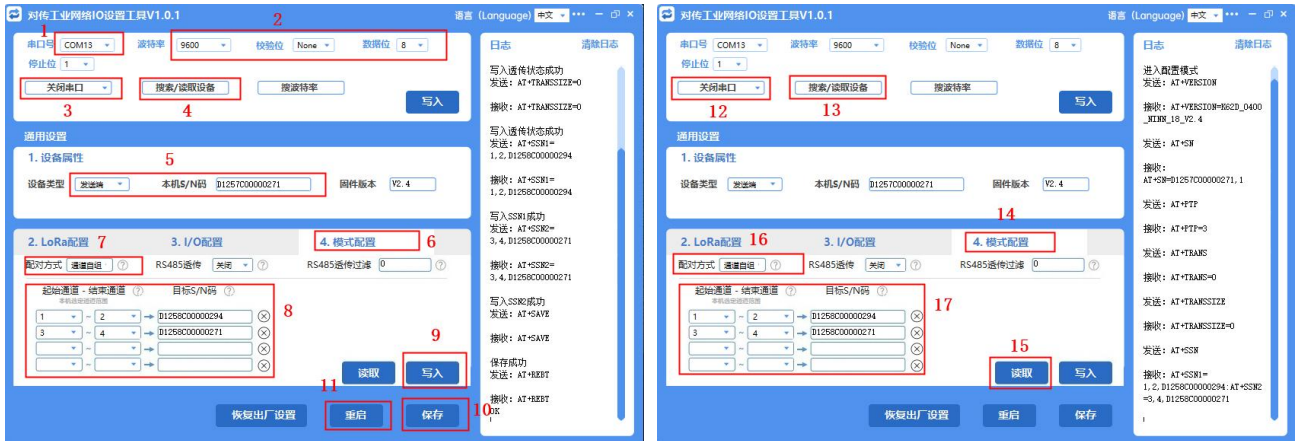 对传工业网络IO设置工具V1.0.1 语言 (Language) 中文
1 2
串口号 COM13 波特率 9600 校验位 None 数据位 8
停止位 1
关闭串口 搜索/读取设备 搜波特率
3 4
写入
通用设置
1. 设备属性
5
设备类型 发送端 本机S/N码 D1257C00000271 固件版本 V2.4
2. LoRa配置 7 3. I/O配置 4. 模式配置 6
配对方式 通道自组 ? RS485透传 关闭 ? RS485透传过滤 0 ?
起始通道 - 结束通道 ? 目标S/N码 ?
本机选定组范围
1 ~ 2 → D1258C00000294
8
3 ~ 4 → D1258C00000271
9
读取 写入
11
恢复出厂设置 重启 保存 10
日志 清除日志
写入透传状态成功
发送: AT+TRANSSIZE=0
接收: AT+TRANSSIZE=0
写入透传状态成功
发送: AT+SSN1=
1,2,D1258C00000294
接收: AT+SSN1=
1,2,D1258C00000294
写入SSN1成功
发送: AT+SSN2=
3,4,D1258C00000271
接收: AT+SSN2=
3,4,D1258C00000271
写入SSN2成功
发送: AT+SAVE
接收: AT+SAVE
保存成功
发送: AT+REBT
接收: AT+REBT
OK
对传工业网络IO设置工具V1.0.1 语言 (Language) 中文
串口号 COM13 波特率 9600 校验位 None 数据位 8
停止位 1
关闭串口 搜索/读取设备 搜波特率
12 13
写入
通用设置
1. 设备属性
设备类型 发送端 本机S/N码 D1257C00000271 固件版本 V2.4
14
2. LoRa配置 16 3. I/O配置 4. 模式配置
配对方式 通道自组 ? RS485透传 关闭 ? RS485透传过滤 0 ?
起始通道 - 结束通道 ? 目标S/N码 ?
1 ~ 2 → D1258C00000294
17
3 ~ 4 → D1258C00000271
15
读取 写入
恢复出厂设置 重启 保存
日志 清除日志
进入配置模式
发送: AT+VERSION
接收: AT+VERSION=K62D_0400
_NINN_18_V2.4
发送: AT+SN
接收:
AT+SN=D1257C00000271,1
发送: AT+PTP
接收: AT+PTP=3
发送: AT+TRANS
接收: AT+TRANS=0
发送: AT+TRANSSIZE
接收: AT+TRANSSIZE=0
发送: AT+SSN
接收: AT+SSN1=
1,2,D1258C00000294:AT+SSN2
=3,4,D1258C00000271